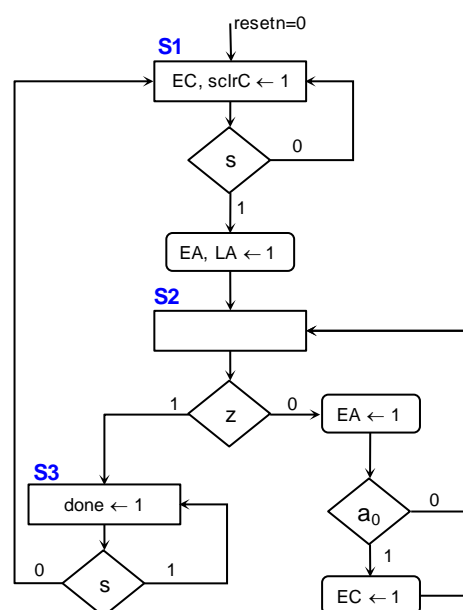 resetn=0
S1
EC, sclrC ← 1
0
s
1
EA, LA ← 1
S2
1
z
0
EA ← 1
S3
done ← 1
a0
0
1
0
s
1
EC ← 1